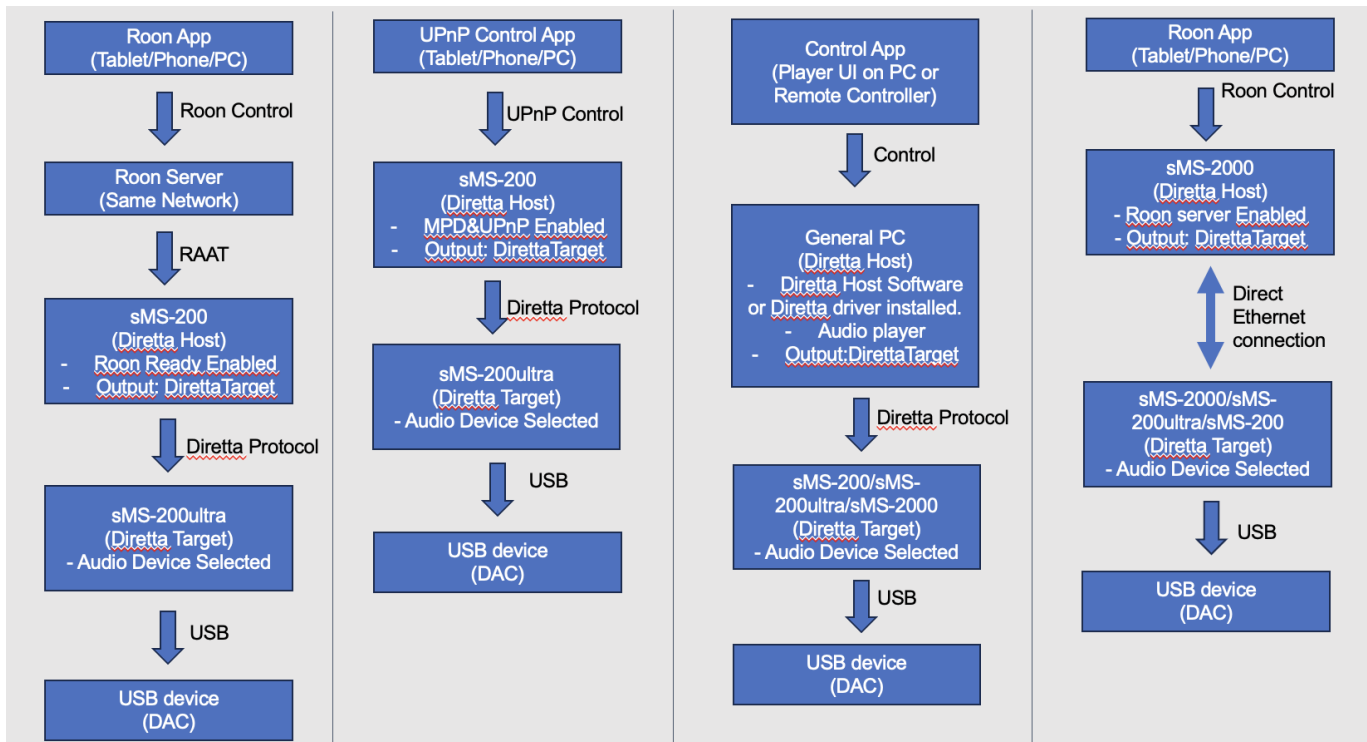 Roon App
(Tablet/Phone/PC)
Roon Control
Roon Server
(Same Network)
RAAT
sMS-200
(Diretta Host)
- Roon Ready Enabled
- Output: DirettaTarget
Diretta Protocol
sMS-200ultra
(Diretta Target)
- Audio Device Selected
USB
USB device
(DAC)
UPnP Control App
(Tablet/Phone/PC)
UPnP Control
sMS-200
(Diretta Host)
- MPD&UPnP Enabled
- Output: DirettaTarget
Diretta Protocol
sMS-200ultra
(Diretta Target)
- Audio Device Selected
USB
USB device
(DAC)
Control App
(Player UI on PC or
Remote Controller)
Control
General PC
(Diretta Host)
- Diretta Host Software
or Diretta driver installed.
- Audio player
- Output:DirettaTarget
Diretta Protocol
sMS-200/sMS-
200ultra/sMS-2000
(Diretta Target)
- Audio Device Selected
USB
USB device
(DAC)
Roon App
(Tablet/Phone/PC)
Roon Control
sMS-2000
(Diretta Host)
- Roon server Enabled
- Output: DirettaTarget
Direct
Ethernet
connection
sMS-2000/sMS-
200ultra/sMS-200
(Diretta Target)
- Audio Device Selected
USB
USB device
(DAC)